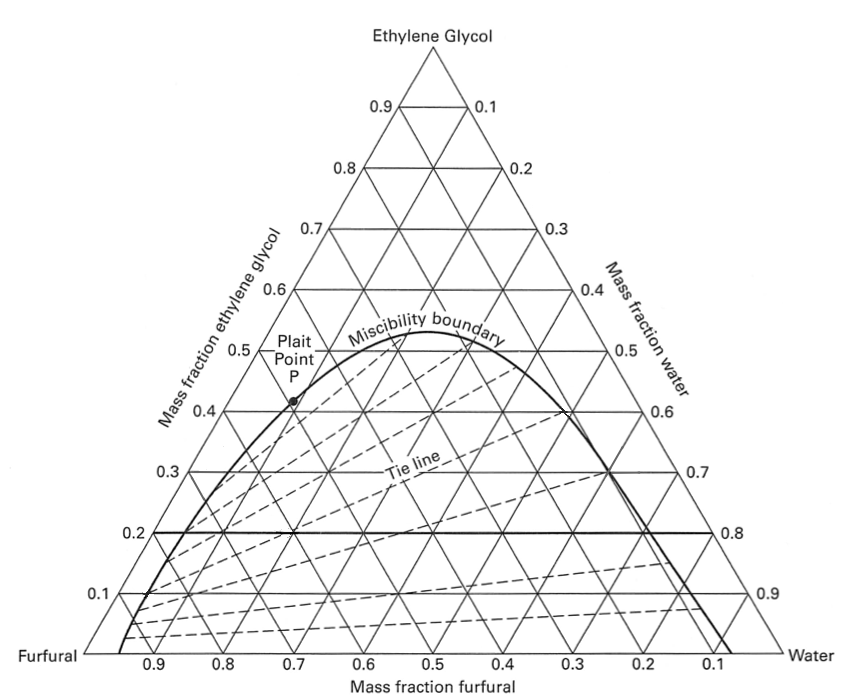 Ethylene Glycol
0.9
0.1
0.8
0.2
0.7
0.3
Mass fraction ethylene glycol
Mass fraction water
0.6
0.4
Miscibility boundary
Plait
Point
P
0.5
0.5
0.4
0.6
Tie line
0.3
0.7
0.2
0.8
0.1
0.9
Furfural
Water
0.9
0.8
0.7
0.6
0.5
0.4
0.3
0.2
0.1
Mass fraction furfural